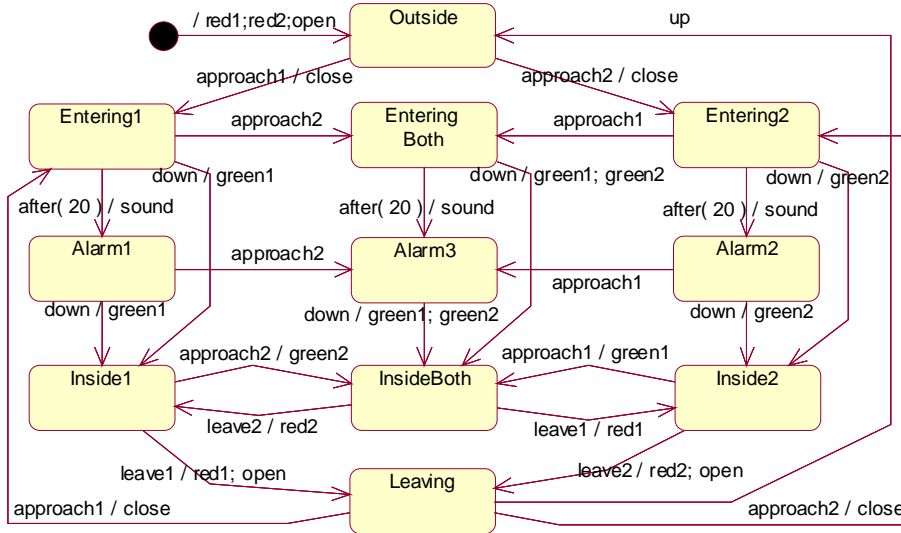 / red1;red2;open
Outside
up
approach1 / close
approach2 / close
Entering1
approach2
Entering
Both
approach1
Entering2
down / green1
down / green1; green2
down / green2
after( 20 ) / sound
after( 20 ) / sound
after( 20 ) / sound
Alarm1
approach2
Alarm3
approach1
Alarm2
down / green1
down / green1; green2
down / green2
Inside1
approach2 / green2
InsideBoth
approach1 / green1
Inside2
leave2 / red2
leave1 / red1
leave1 / red1; open
Leaving
leave2 / red2; open
approach1 / close
approach2 / close